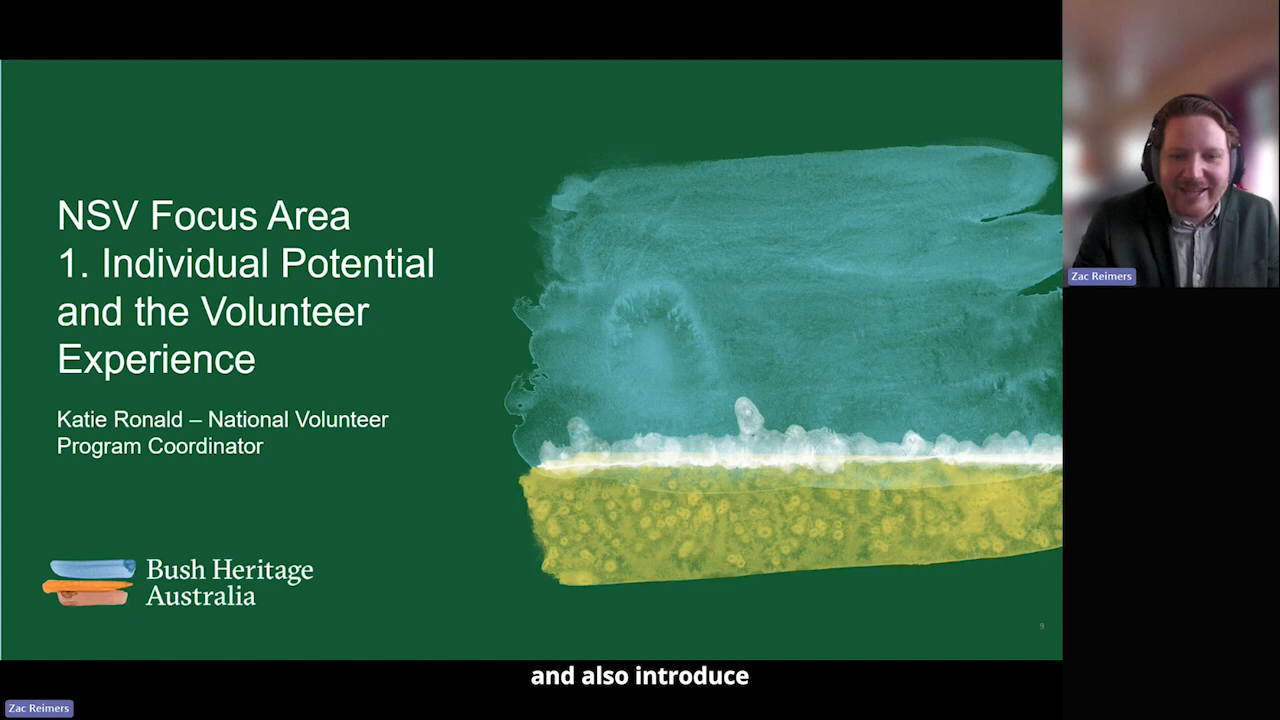 NSV Focus Area
1. Individual Potential
and the Volunteer
Experience
Katie Ronald – National Volunteer
Program Coordinator
Bush Heritage
Australia
9
Zac Reimers
and also introduce
Zac Reimers